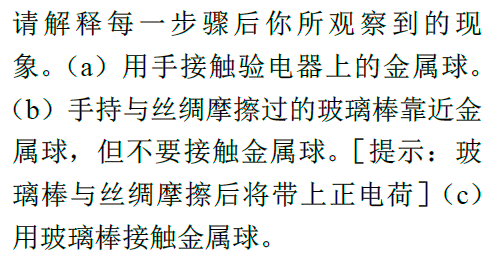 请解释每一步骤后你所观察到的现
象。（a）用手接触验电器上的金属球。
（b）手持与丝绸摩擦过的玻璃棒靠近金
属球，但不要接触金属球。[提示：玻
璃棒与丝绸摩擦后将带上正电荷]（c）
用玻璃棒接触金属球。